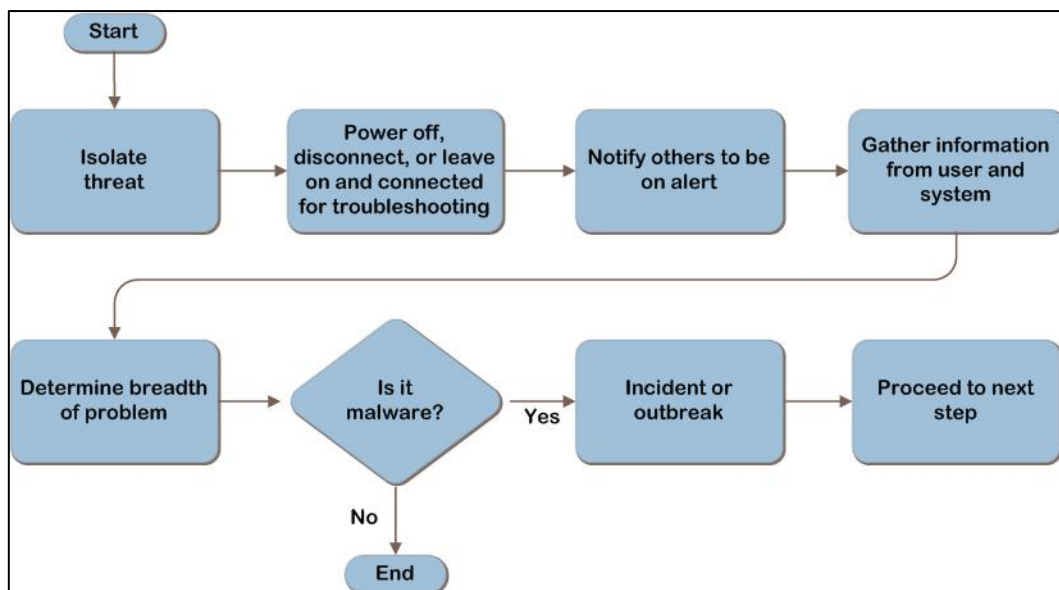 Start
Isolate
threat
Power off,
disconnect, or leave
on and connected
for troubleshooting
Notify others to be
on alert
Gather information
from user and
system
Determine breadth
of problem
Is it
malware?
Yes
Incident or
outbreak
Proceed to next
step
No
End